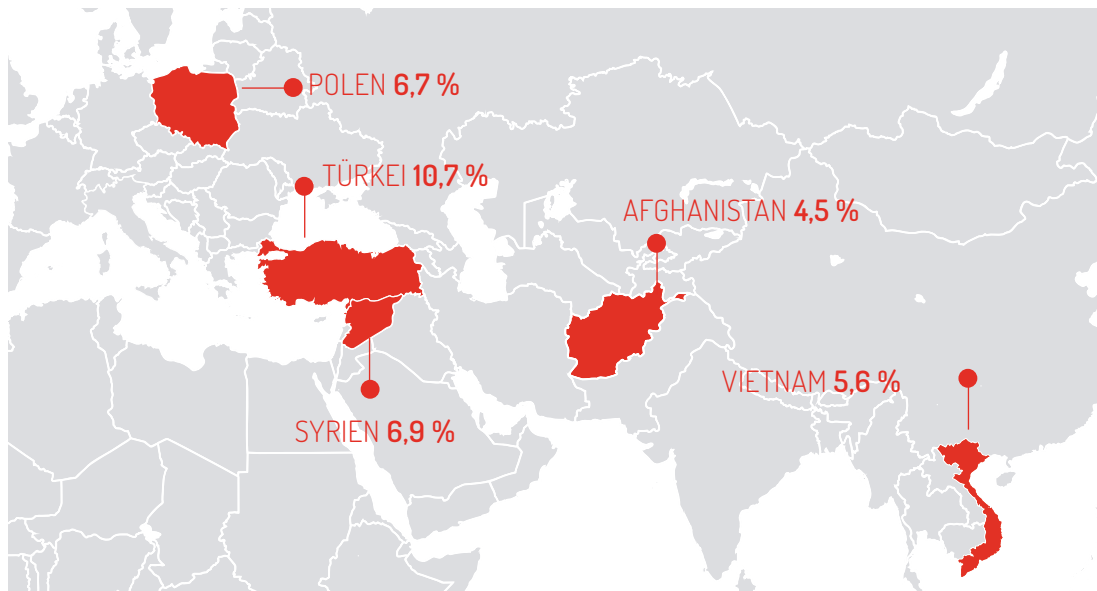 POLEN 6,7 %
TÜRKEI 10,7 %
AFGHANISTAN 4,5 %
VIETNAM 5,6 %
SYRIEN 6,9 %